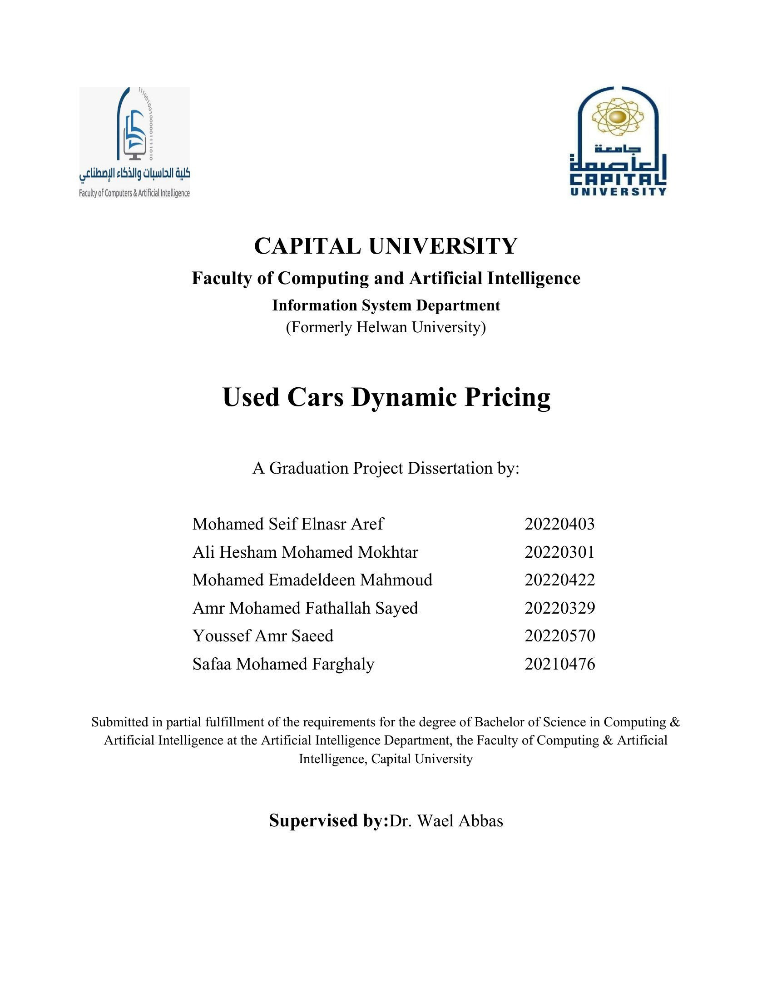 11100100100000111101​0
كلية الحاسبات والذكاء الإصطناعي
Faculty of Computers & Artificial Intelligence
جامعة
العاصمة
CAPITAL
UNIVERSITY
CAPITAL UNIVERSITY
Faculty of Computing and Artificial Intelligence
Information System Department
(Formerly Helwan University)
Used Cars Dynamic Pricing
A Graduation Project Dissertation by:
Mohamed Seif Elnasr Aref 20220403
Ali Hesham Mohamed Mokhtar 20220301
Mohamed Emadeldeen Mahmoud 20220422
Amr Mohamed Fathallah Sayed 20220329
Youssef Amr Saeed 20220570
Safaa Mohamed Farghaly 20210476
Submitted in partial fulfillment of the requirements for the degree of Bachelor of Science in Computing &
Artificial Intelligence at the Artificial Intelligence Department, the Faculty of Computing & Artificial
Intelligence, Capital University
Supervised by:Dr. Wael Abbas